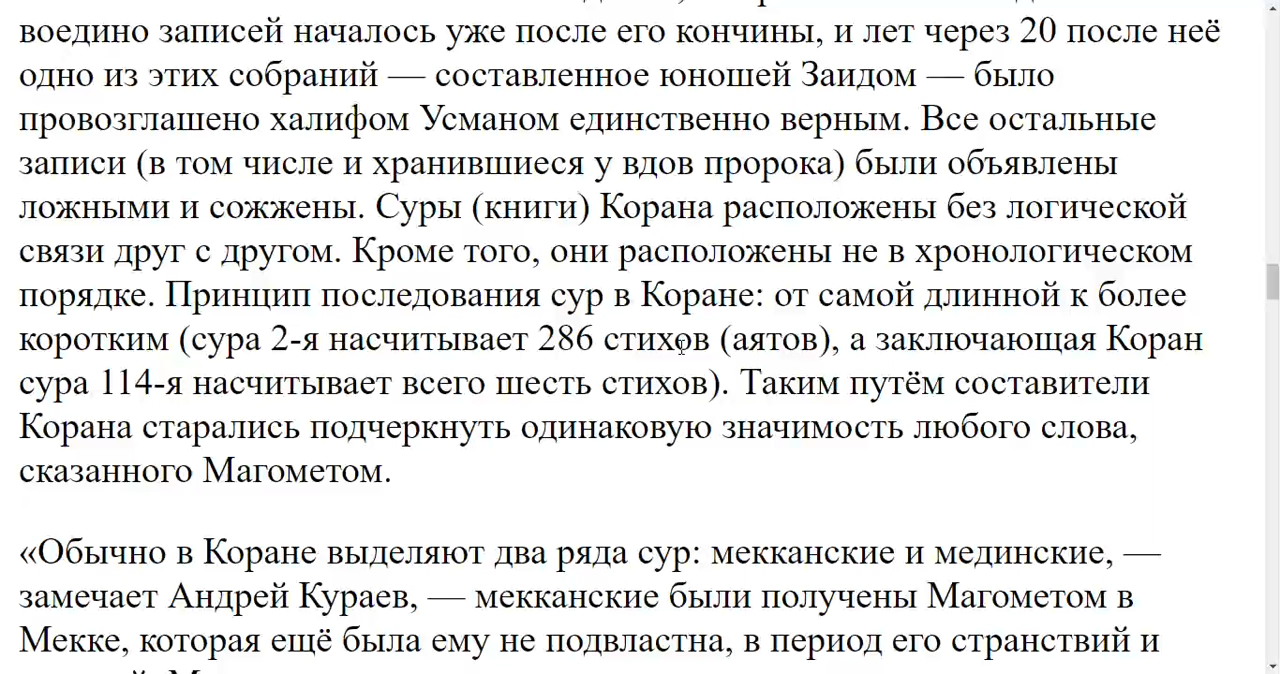 воедино записей началось уже после его кончины, и лет через 20 после неё
одно из этих собраний — составленное юношей Заидом — было
провозглашено халифом Усманом единственно верным. Все остальные
записи (в том числе и хранившиеся у вдов пророка) были объявлены
ложными и сожжены. Суры (книги) Корана расположены без логической
связи друг с другом. Кроме того, они расположены не в хронологическом
порядке. Принцип последования сур в Коране: от самой длинной к более
коротким (сура 2-я насчитывает 286 стихов (аятов), а заключающая Коран
сура 114-я насчитывает всего шесть стихов). Таким путём составители
Корана старались подчеркнуть одинаковую значимость любого слова,
сказанного Магометом.
«Обычно в Коране выделяют два ряда сур: мекканские и мединские, —
замечает Андрей Кураев, — мекканские были получены Магометом в
Мекке, которая ещё была ему не подвластна, в период его странствий и